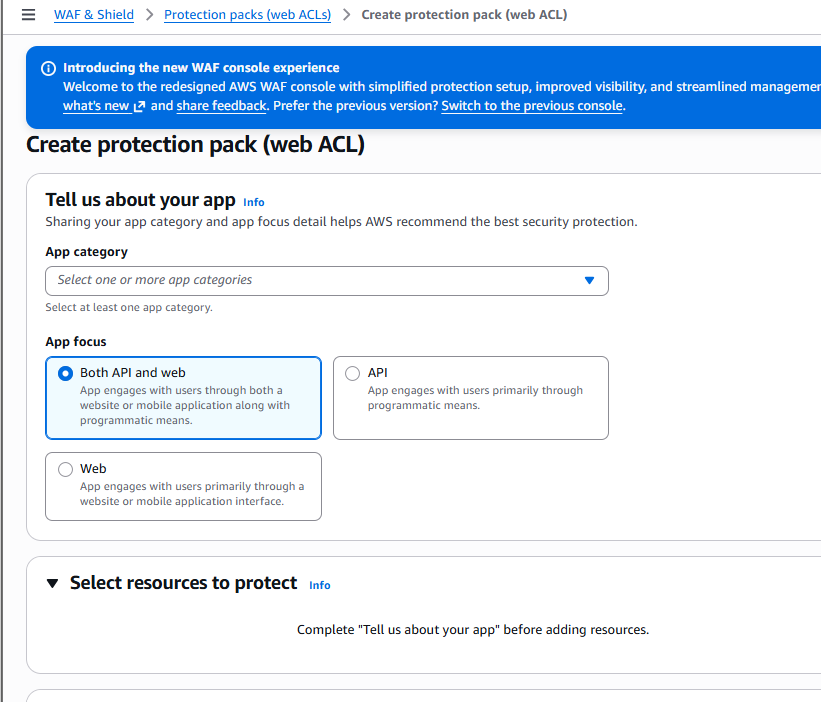 WAF & Shield > Protection packs (web ACLs) > Create protection pack (web ACL)
Introducing the new WAF console experience
Welcome to the redesigned AWS WAF console with simplified protection setup, improved visibility, and streamlined managemen
what's new and share feedback. Prefer the previous version? Switch to the previous console.
Create protection pack (web ACL)
Tell us about your app Info
Sharing your app category and app focus detail helps AWS recommend the best security protection.
App category
Select one or more app categories
Select at least one app category.
App focus
Both API and web
App engages with users through both a
website or mobile application along with
programmatic means.
API
App engages with users primarily through
programmatic means.
Web
App engages with users primarily through a
website or mobile application interface.
Select resources to protect Info
Complete "Tell us about your app" before adding resources.